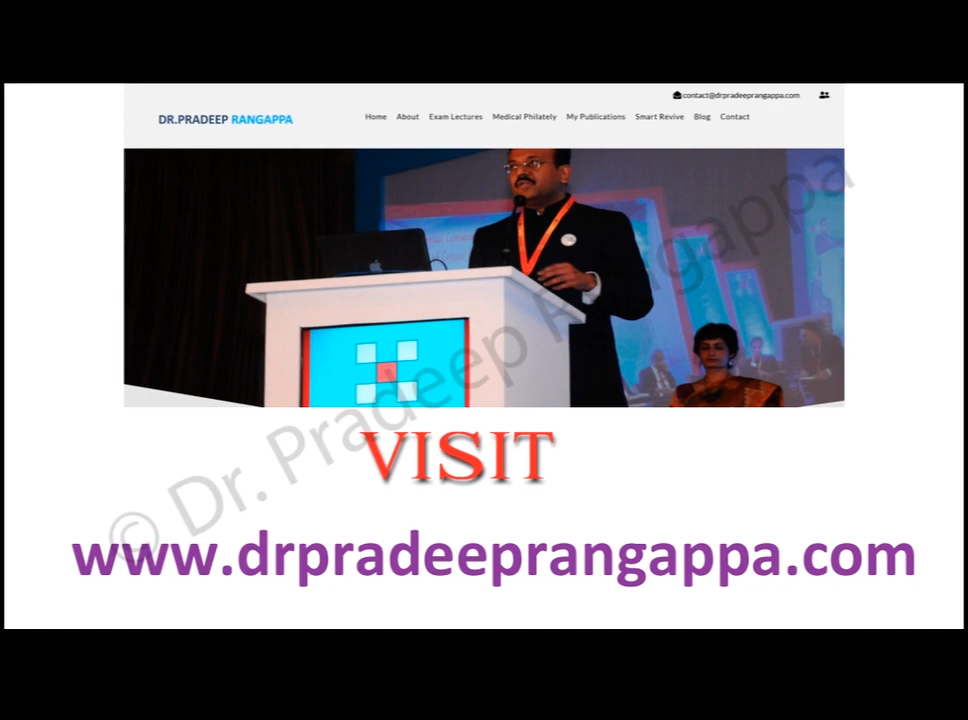 contact@drpradeeprangappa.com
DR.PRADEEP RANGAPPA
Home About Exam Lectures Medical Philately My Publications Smart Revive Blog Contact
© Dr. Pradeep Rangappa
VISIT
www.drpradeeprangappa.com